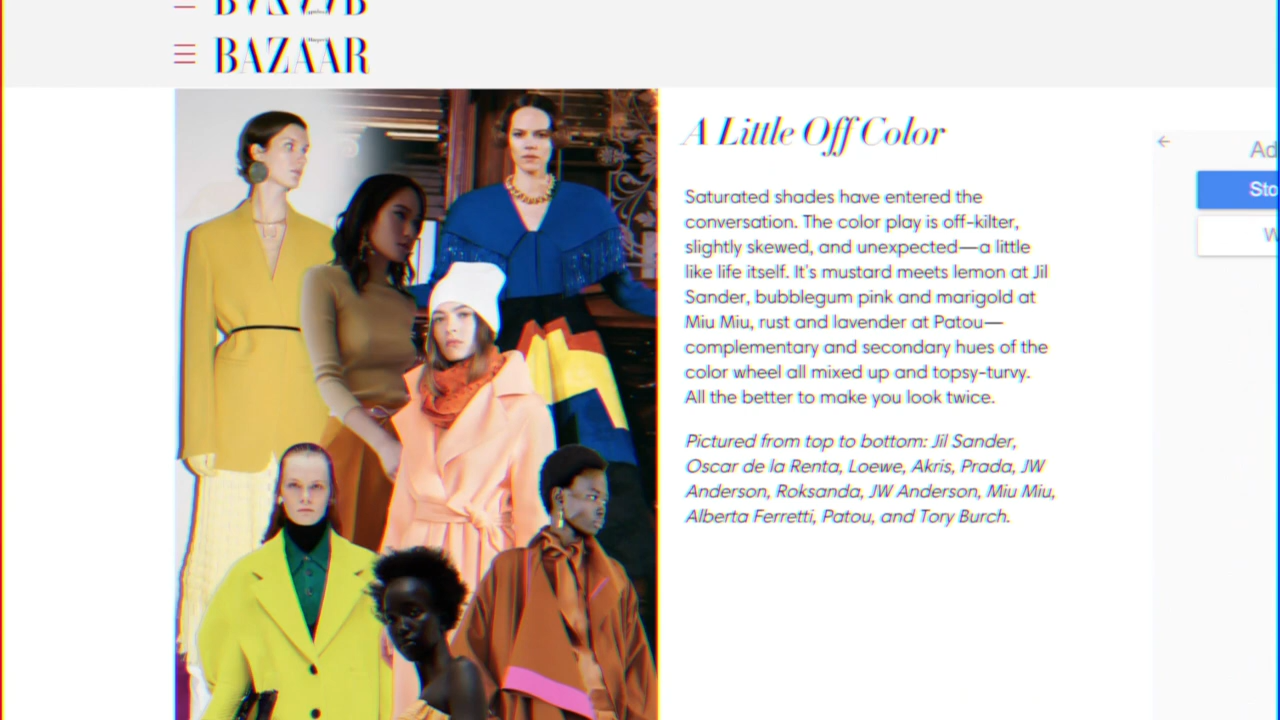 BAZAAR
BAZAAR
A Little Off Color
Saturated shades have entered the
conversation. The color play is off-kilter,
slightly skewed, and unexpected—a little
like life itself. It's mustard meets lemon at Jil
Sander, bubblegum pink and marigold at
Miu Miu, rust and lavender at Patou—
complementary and secondary hues of the
color wheel all mixed up and topsy-turvy.
All the better to make you look twice.
Pictured from top to bottom: Jil Sander,
Oscar de la Renta, Loewe, Akris, Prada, JW
Anderson, Roksanda, JW Anderson, Miu Miu,
Alberta Ferretti, Patou, and Tory Burch.
Ad
Sto
W